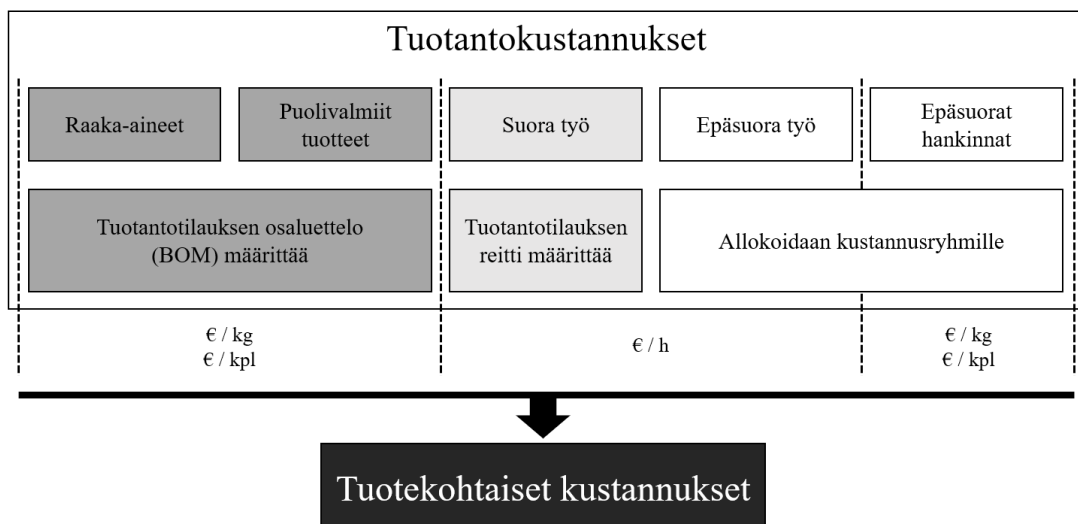 Tuotantokustannukset
Raaka-aineet
Puolivalmiit
tuotteet
Suora työ
Epäsuora työ
Epäsuorat
hankinnat
Tuotantotilauksen osaluettelo
(BOM) määrittää
Tuotantotilauksen
reitti määrittää
Allokoidaan kustannusryhmille
€ / kg
€ / kpl
€ / h
€ / kg
€ / kpl
Tuotekohtaiset kustannukset